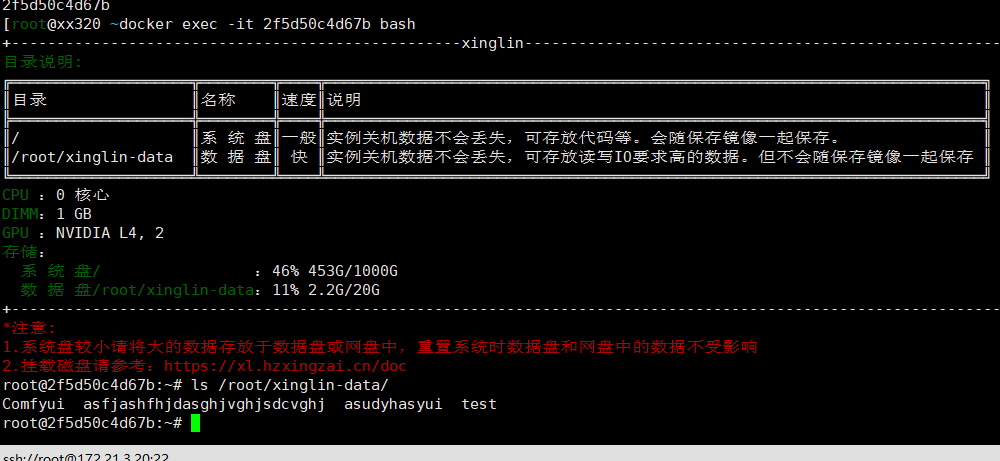 2f5d50c4d67b
[root@xx320 ~docker exec -it 2f5d50c4d67b bash
+------------------------------------------------xinglin--------------------------------------------------
目录说明:
目录 名称 速度 说明
/ 系 统 盘 一般 实例关机数据不会丢失，可存放代码等。会随保存镜像一起保存。
/root/xinglin-data 数 据 盘 快 实例关机数据不会丢失，可存放读写IO要求高的数据。但不会随保存镜像一起保存
CPU ：0 核心
DIMM：1 GB
GPU ：NVIDIA L4, 2
存储：
系 统 盘/ ：46% 453G/1000G
数 据 盘/root/xinglin-data：11% 2.2G/20G
+----------------------------------------------------------------------------------------------------------
*注意:
1.系统盘较小请将大的数据存放于数据盘或网盘中，重置系统时数据盘和网盘中的数据不受影响
2.挂载磁盘请参考：https://xl.hzxingzai.cn/doc
root@2f5d50c4d67b:~# ls /root/xinglin-data/
Comfyui asfjashfhjdasghjvghjsdcvghj asudyhasyui test
root@2f5d50c4d67b:~#
ssh://root@172.21.3.20:22